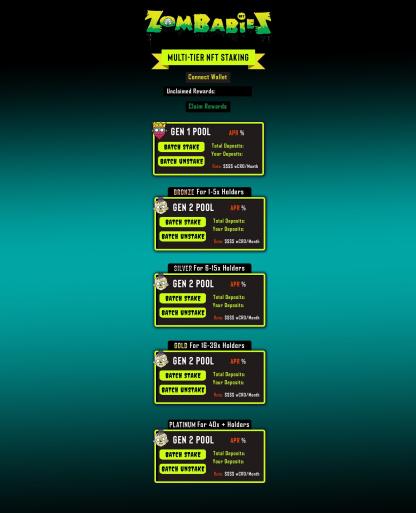 ZOMBABIES
MULTI-TIER NFT STAKING
Connect Wallet
Unclaimed Rewards:
Claim Rewards
GEN 1 POOL APR %
BATCH STAKE Total Deposits:
BATCH UNSTAKE Your Deposits:
$$$$ wCRO/Month
BRONZE For 1-5x Holders
GEN 2 POOL APR %
BATCH STAKE Total Deposits:
BATCH UNSTAKE Your Deposits:
$$$$ wCRO/Month
SILVER For 6-15x Holders
GEN 2 POOL APR %
BATCH STAKE Total Deposits:
BATCH UNSTAKE Your Deposits:
$$$$ wCRO/Month
GOLD For 16-39x Holders
GEN 2 POOL APR %
BATCH STAKE Total Deposits:
BATCH UNSTAKE Your Deposits:
$$$$ wCRO/Month
PLATINUM For 40x + Holders
GEN 2 POOL APR %
BATCH STAKE Total Deposits:
BATCH UNSTAKE Your Deposits:
$$$$ wCRO/Month